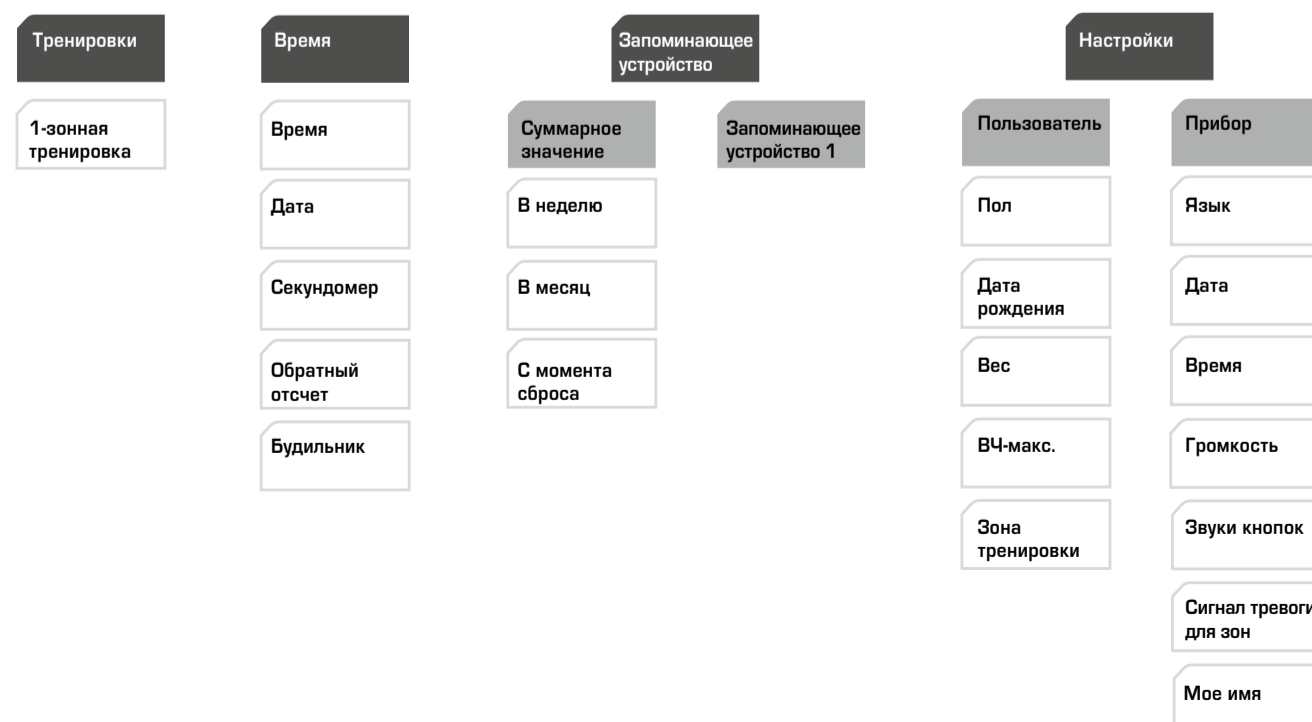 Тренировки
1-зонная
тренировка
Время
Время
Дата
Секундомер
Обратный
отсчет
Будильник
Запоминающее
устройство
Суммарное
значение
В неделю
В месяц
С момента
сброса
Запоминающее
устройство 1
Настройки
Пользователь
Пол
Дата
рождения
Вес
ВЧ-макс.
Зона
тренировки
Прибор
Язык
Дата
Время
Громкость
Звуки кнопок
Сигнал тревоги
для зон
Мое имя